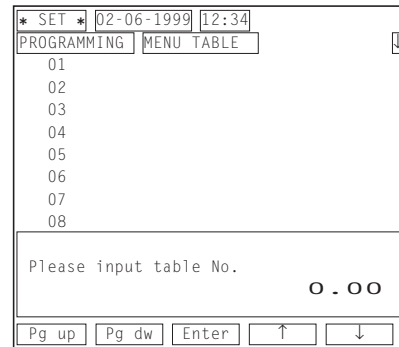 * SET * 02-06-1999 12:34
PROGRAMMING MENU TABLE ↓
01
02
03
04
05
06
07
08
Please input table No.
0.00
Pg up Pg dw Enter ↑ ↓